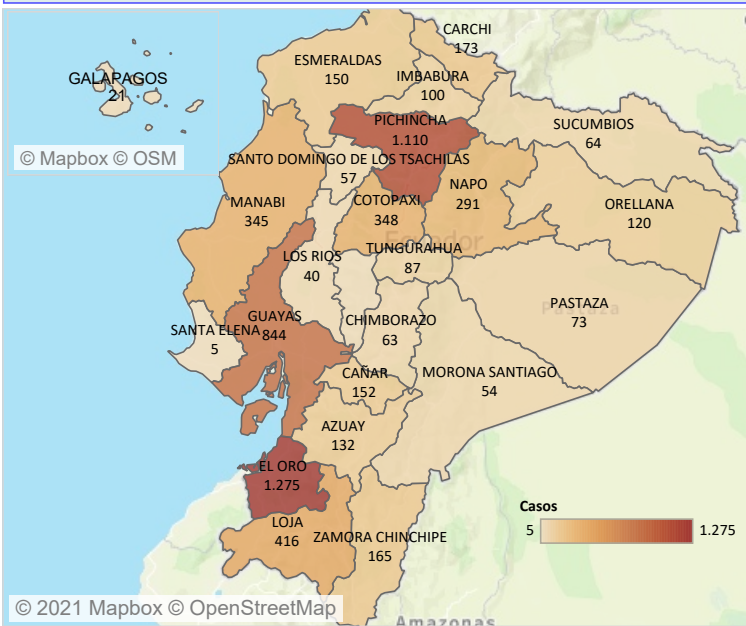 CARCHI
173
ESMERALDAS
150
IMBABURA
100
GALAPAGOS
21
PICHINCHA
1.110
SUCUMBIOS
64
© Mapbox © OSM
SANTO DOMINGO DE LOS TSACHILAS
57
NAPO
291
MANABI
345
COTOPAXI
348
ORELLANA
120
Ecuador
TUNGURAHUA
87
LOS RIOS
40
PASTAZA
73
Pastaza
GUAYAS
844
CHIMBORAZO
63
SANTA ELENA
5
MORONA SANTIAGO
54
CAÑAR
152
AZUAY
132
EL ORO
1.275
Casos
5
1.275
LOJA
416
ZAMORA CHINCHIPE
165
© 2021 Mapbox © OpenStreetMap
Amazonas